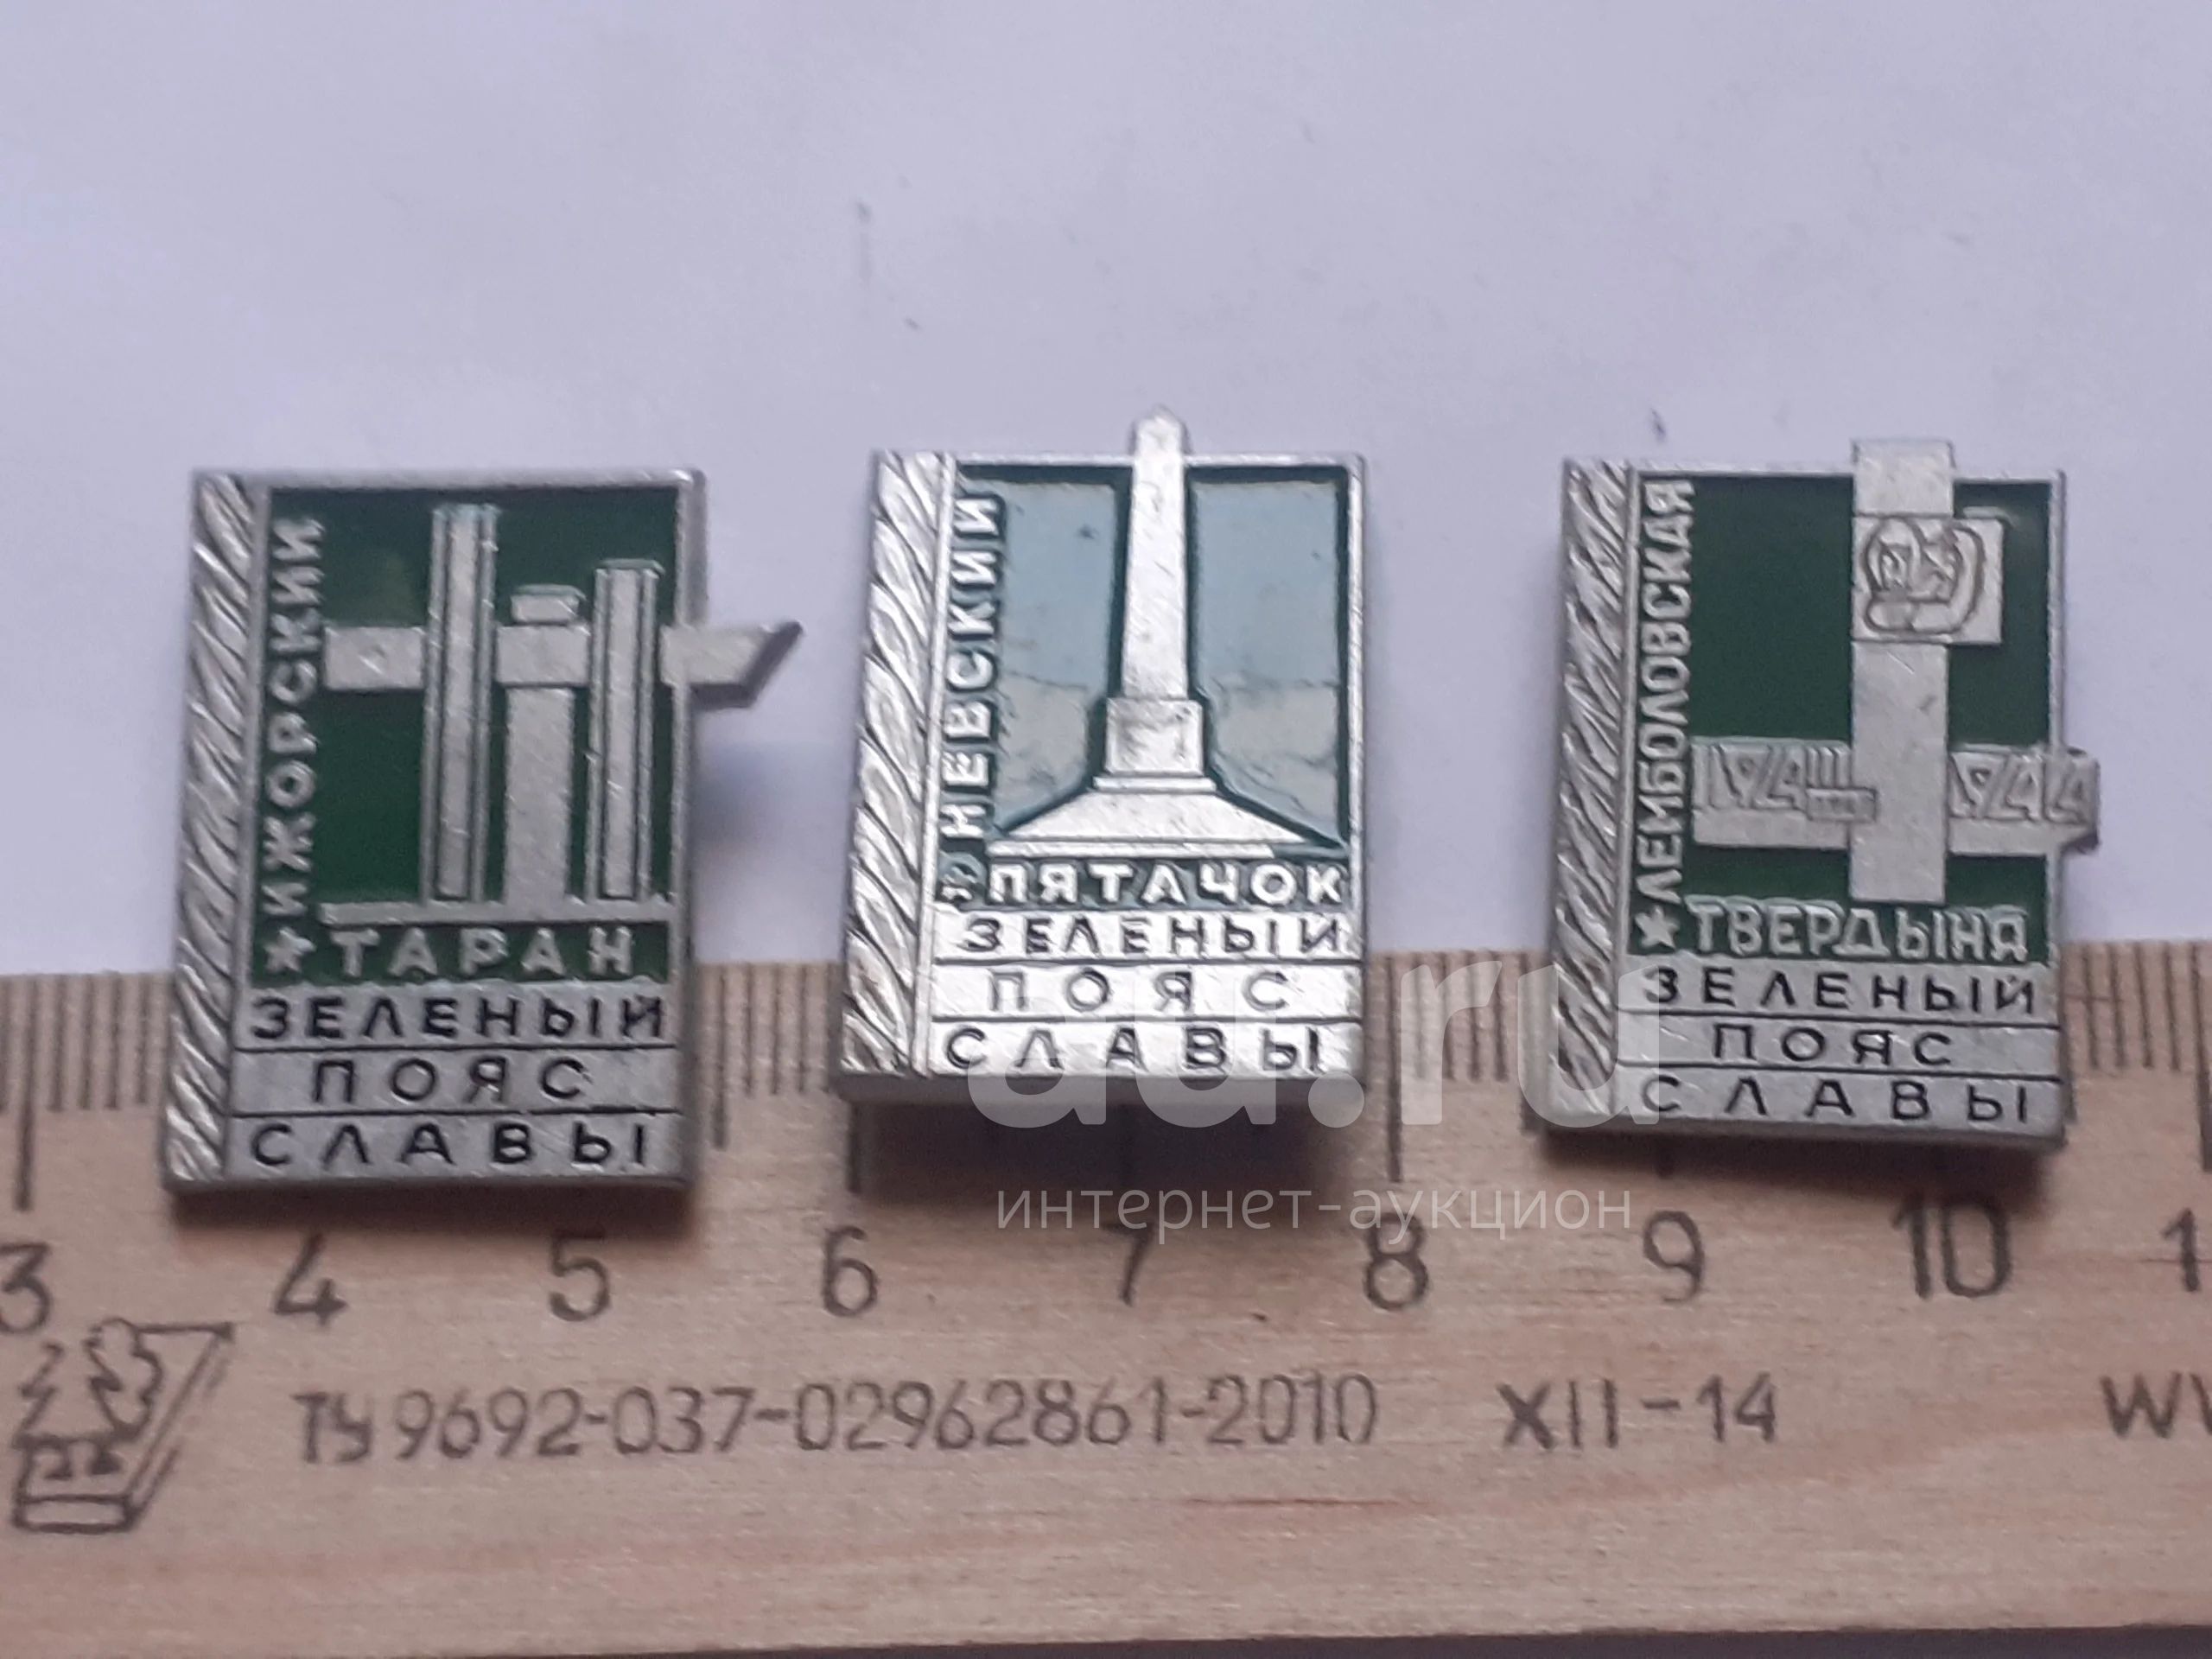 ИЖОРСКИЙ
ТАРАН
ЗЕЛЕНЫЙ
ПОЯС
СЛАВЫ
НЕВСКИЙ
ПЯТАЧОК
ЗЕЛЕНЫЙ
ПОЯС
СЛАВЫ
ЛЕМБОЛОВСКАЯ
1941 1944
ТВЕРДЫНЯ
ЗЕЛЕНЫЙ
ПОЯС
СЛАВЫ
au.ru
интернет-аукцион
3 4 5 6 7 8 9 10 1
ТУ 9692-037-02962861-2010 XII-14